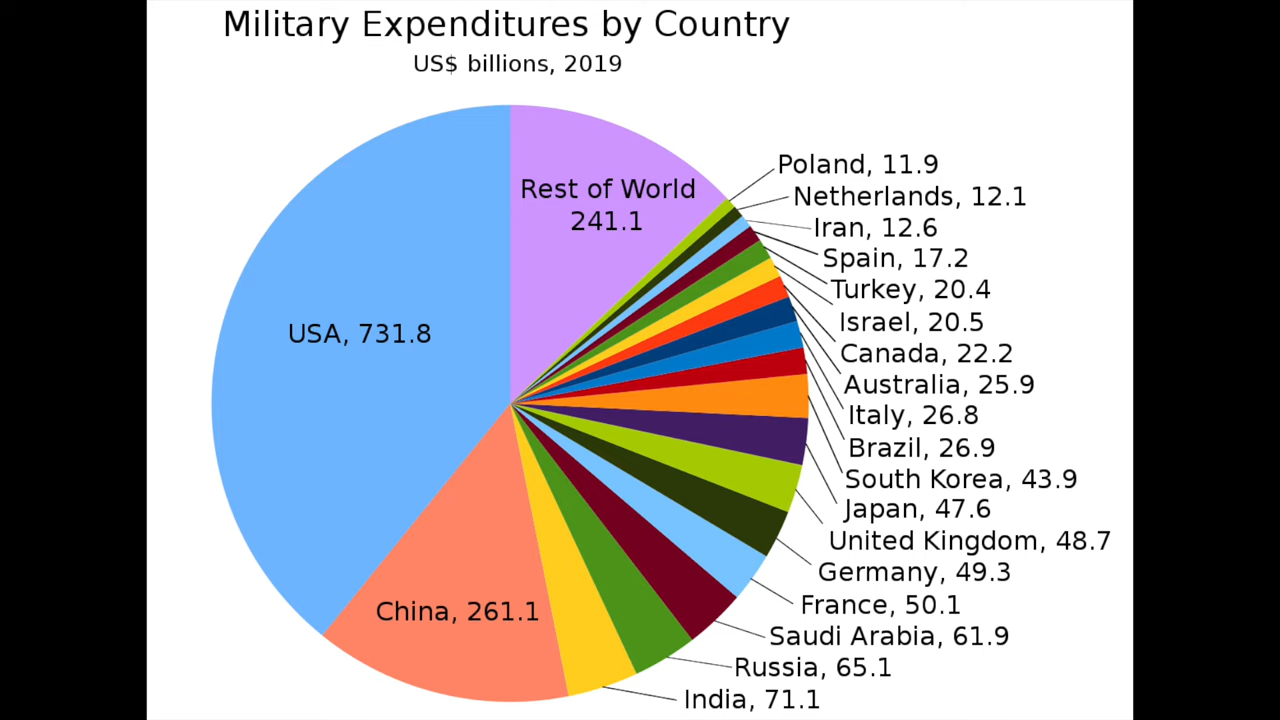 Military Expenditures by Country
US$ billions, 2019
Rest of World
241.1
Poland, 11.9
Netherlands, 12.1
Iran, 12.6
Spain, 17.2
Turkey, 20.4
Israel, 20.5
Canada, 22.2
Australia, 25.9
Italy, 26.8
Brazil, 26.9
South Korea, 43.9
Japan, 47.6
United Kingdom, 48.7
Germany, 49.3
France, 50.1
Saudi Arabia, 61.9
Russia, 65.1
India, 71.1
China, 261.1
USA, 731.8